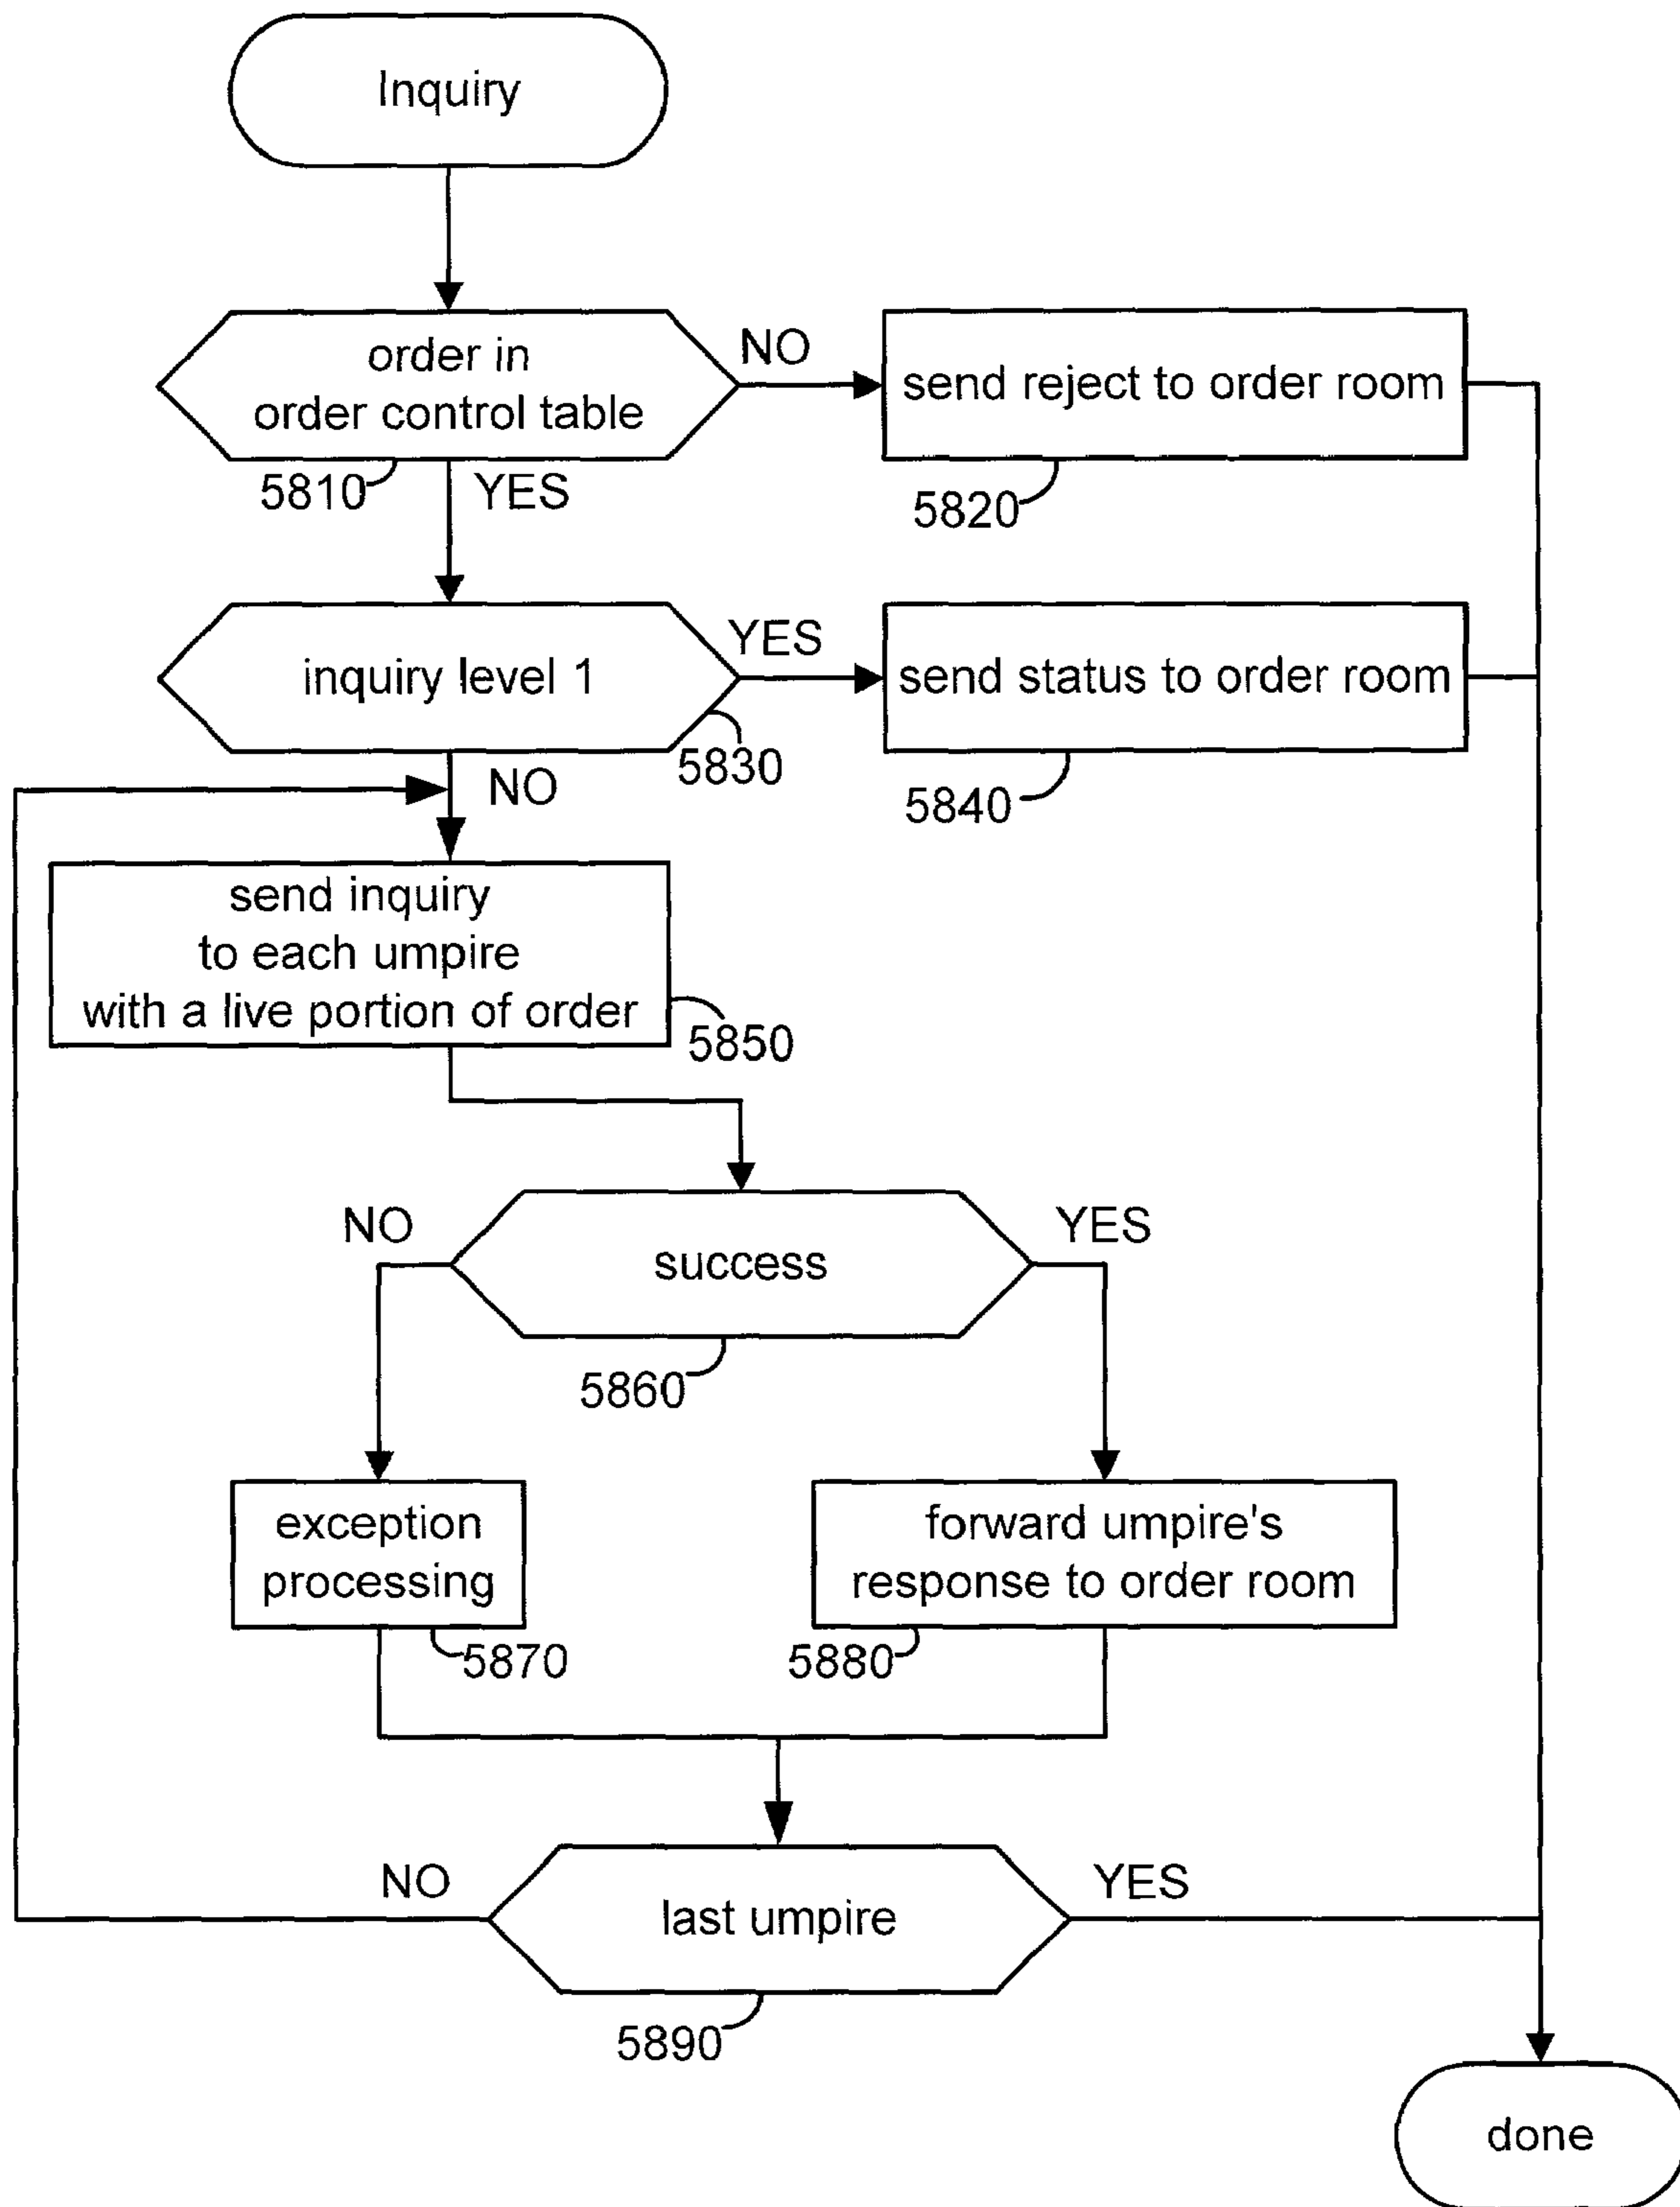 Inquiry
order in
order control table
NO
send reject to order room
5810
YES
5820
inquiry level 1
YES
send status to order room
5830
NO
5840
send inquiry
to each umpire
with a live portion of order
5850
NO
success
YES
5860
exception
processing
forward umpire's
response to order room
5870
5880
NO
last umpire
YES
5890
done